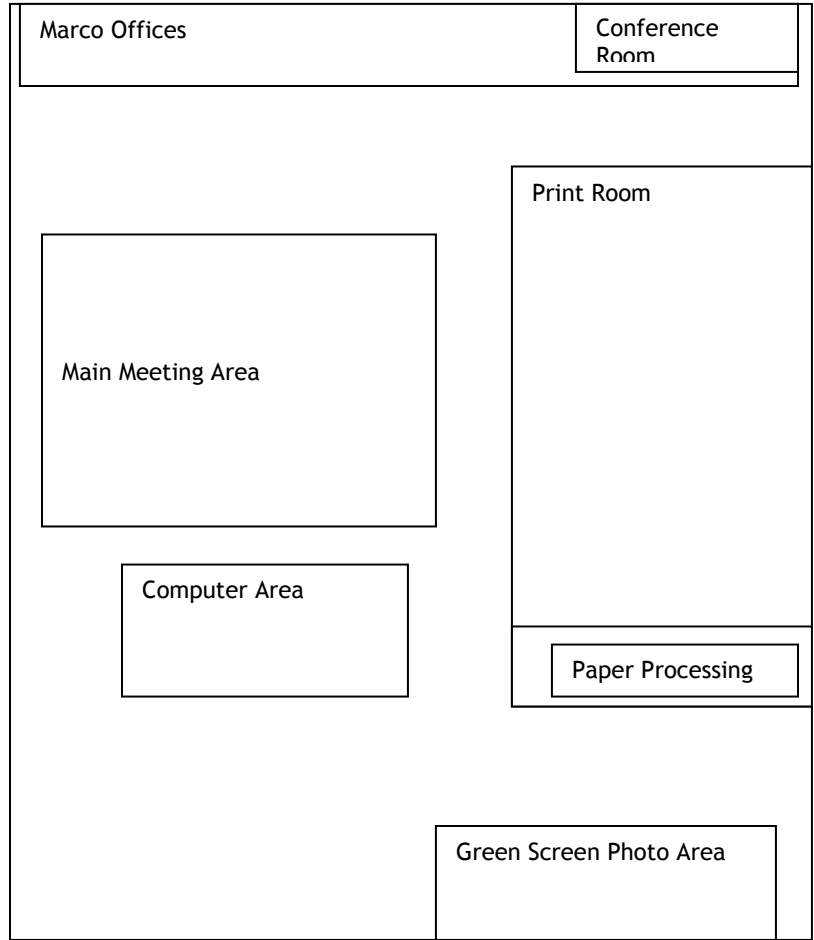 Marco Offices
Conference
Room
Print Room
Main Meeting Area
Computer Area
Paper Processing
Green Screen Photo Area